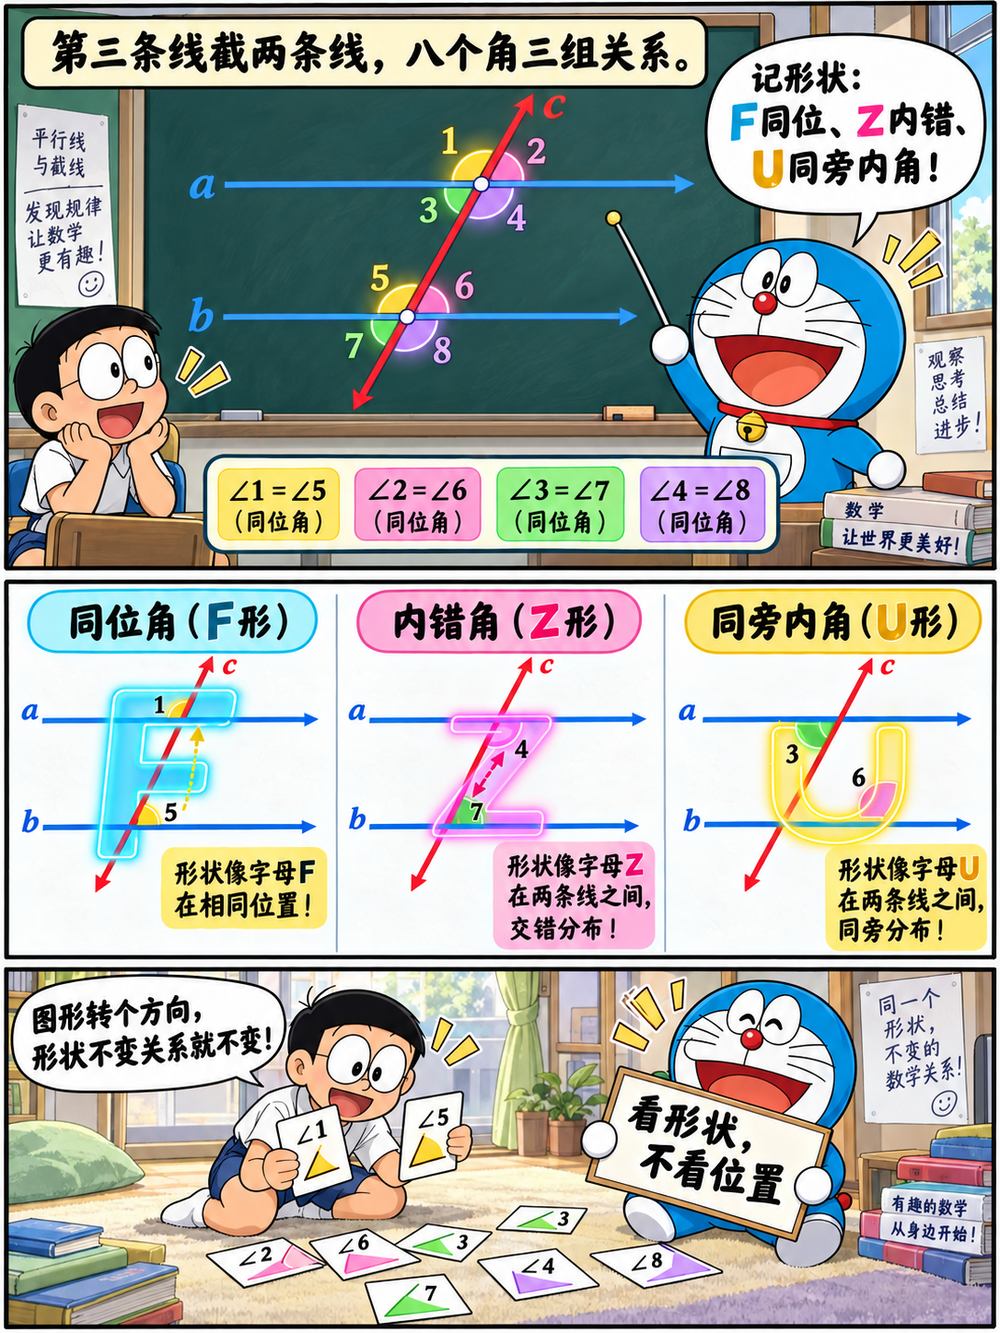 第三条线截两条线，八个角三组关系。
记形状：
F同位、Z内错、
U同旁内角！
平行线
与截线
发现规律
让数学
更有趣！
c
1
2
a
3
4
5
6
b
7
8
观察
思考
总结
进步！
∠1=∠5
（同位角）
∠2=∠6
（同位角）
∠3=∠7
（同位角）
∠4=∠8
（同位角）
数学
让世界更美好！
同位角（F形）
c
1
a
5
b
形状像字母F
在相同位置！
内错角（Z形）
c
a
4
7
b
形状像字母Z
在两条线之间，
交错分布！
同旁内角（U形）
c
a
3
6
b
形状像字母U
在两条线之间，
同旁分布！
图形转个方向，
形状不变关系就不变！
∠1
∠5
看形状，
不看位置
同一个
形状，
不变的
数学关系！
有趣的数学
从身边开始！
∠2
∠6
∠3
∠3
∠7
∠4
∠8